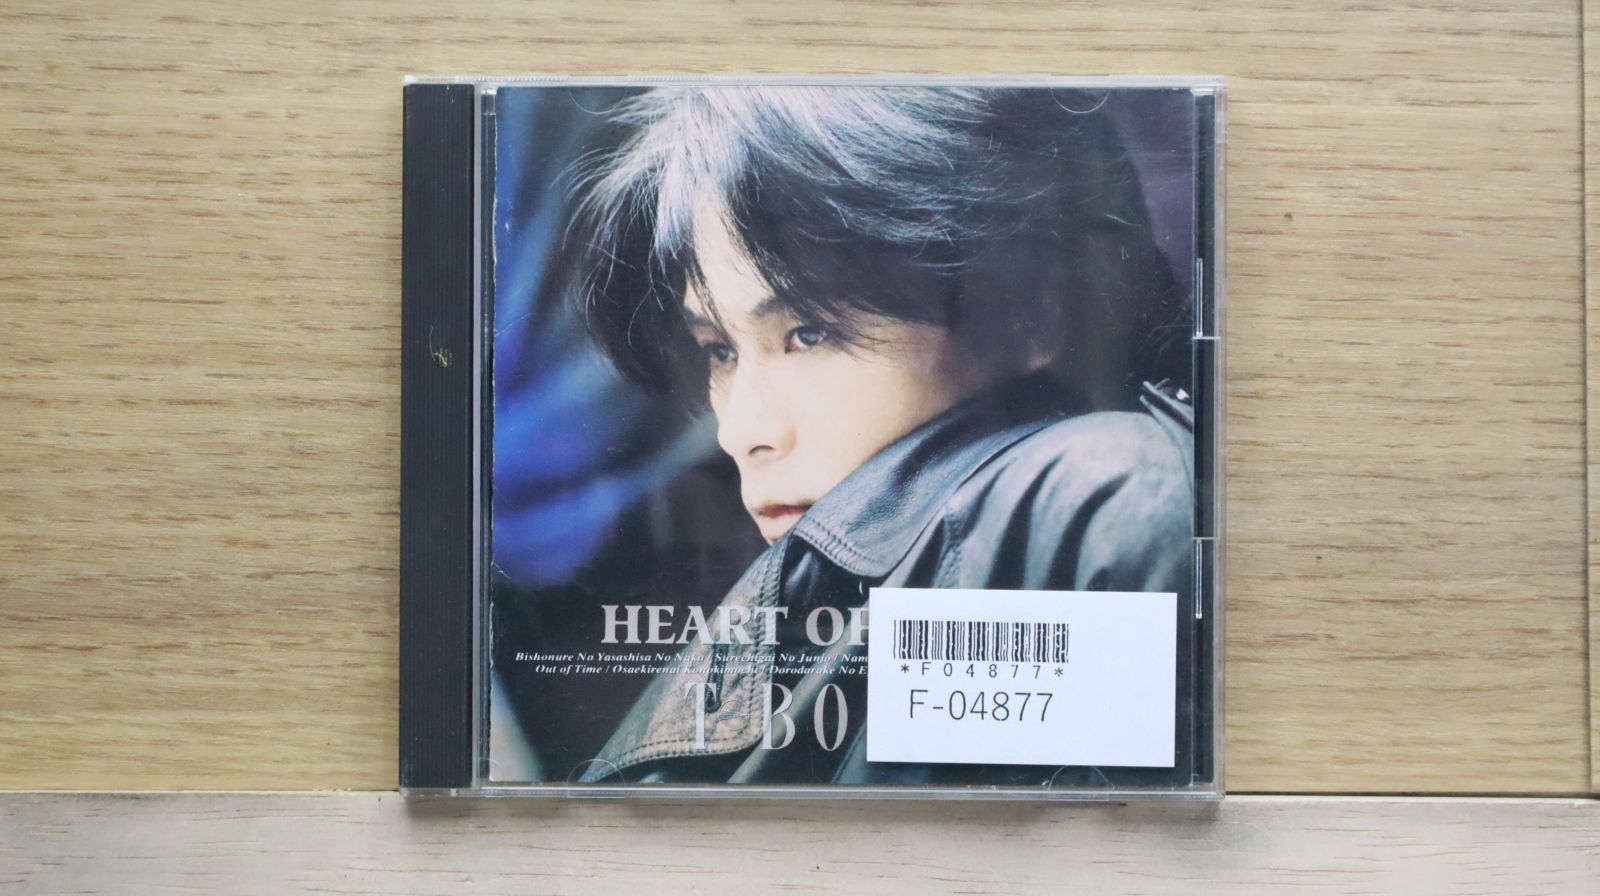 HEART OF
Bishonure No Yasashisa No Naka / Surechigai No Junjo / Nam
Out of Time / Osaekirenai Konokimochi / Dorodarake No E
T-BO
*F04877*
F-04877